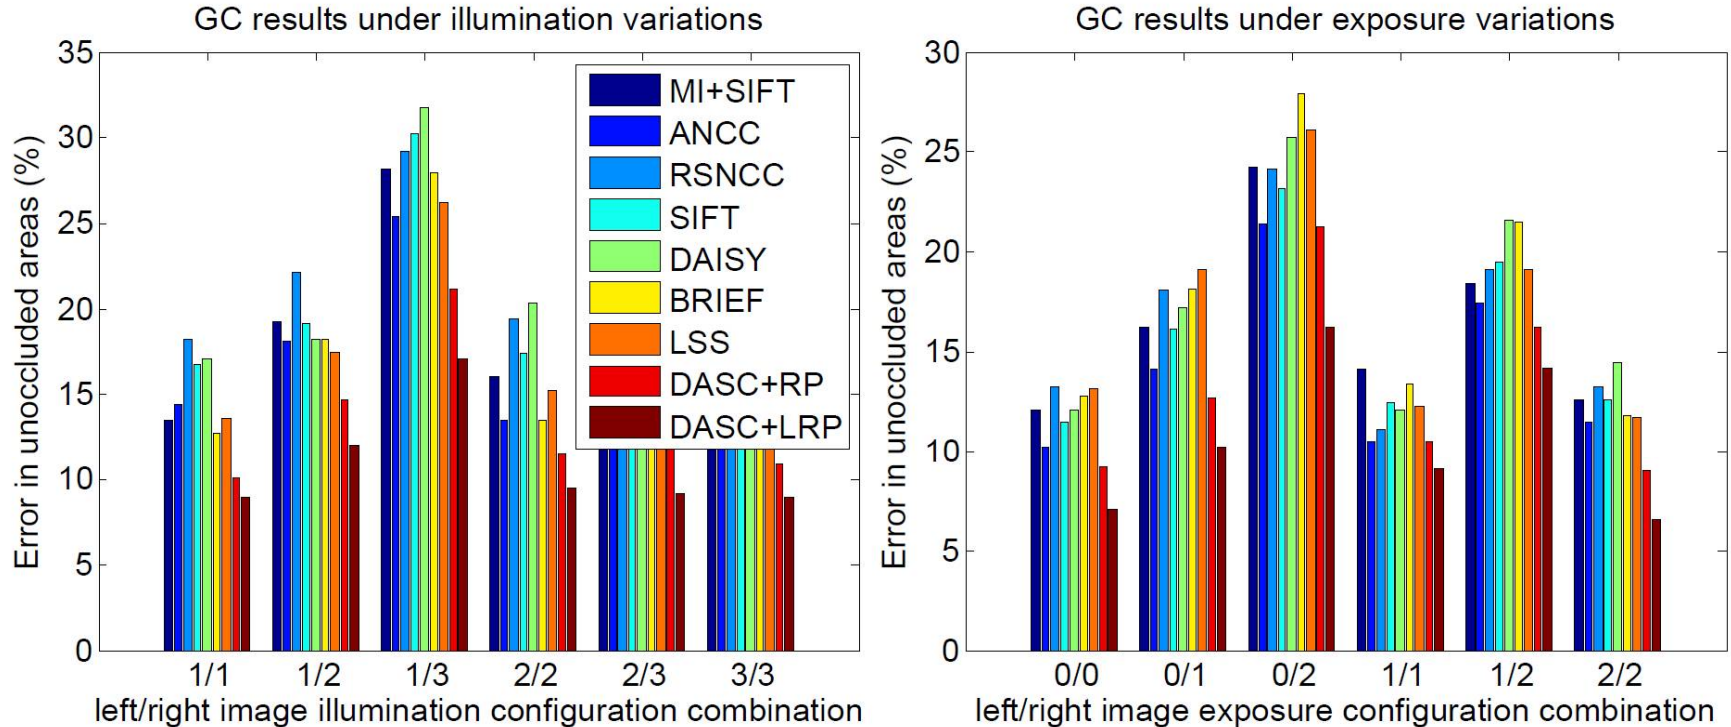 GC results under illumination variations
Error in unoccluded areas (%)
35
30
25
20
15
10
5
0
MI+SIFT
ANCC
RSNCC
SIFT
DAISY
BRIEF
LSS
DASC+RP
DASC+LRP
1/1 1/2 1/3 2/2 2/3 3/3
left/right image illumination configuration combination
GC results under exposure variations
Error in unoccluded areas (%)
30
25
20
15
10
5
0
0/0 0/1 0/2 1/1 1/2 2/2
left/right image exposure configuration combination